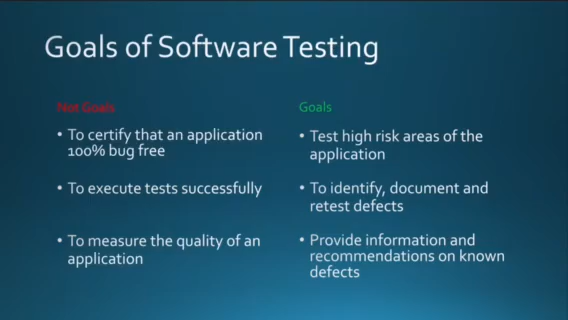 Goals of Software Testing
Not Goals
• To certify that an application
100% bug free
• To execute tests successfully
• To measure the quality of an
application
Goals
• Test high risk areas of the
application
• To identify, document and
retest defects
• Provide information and
recommendations on known
defects